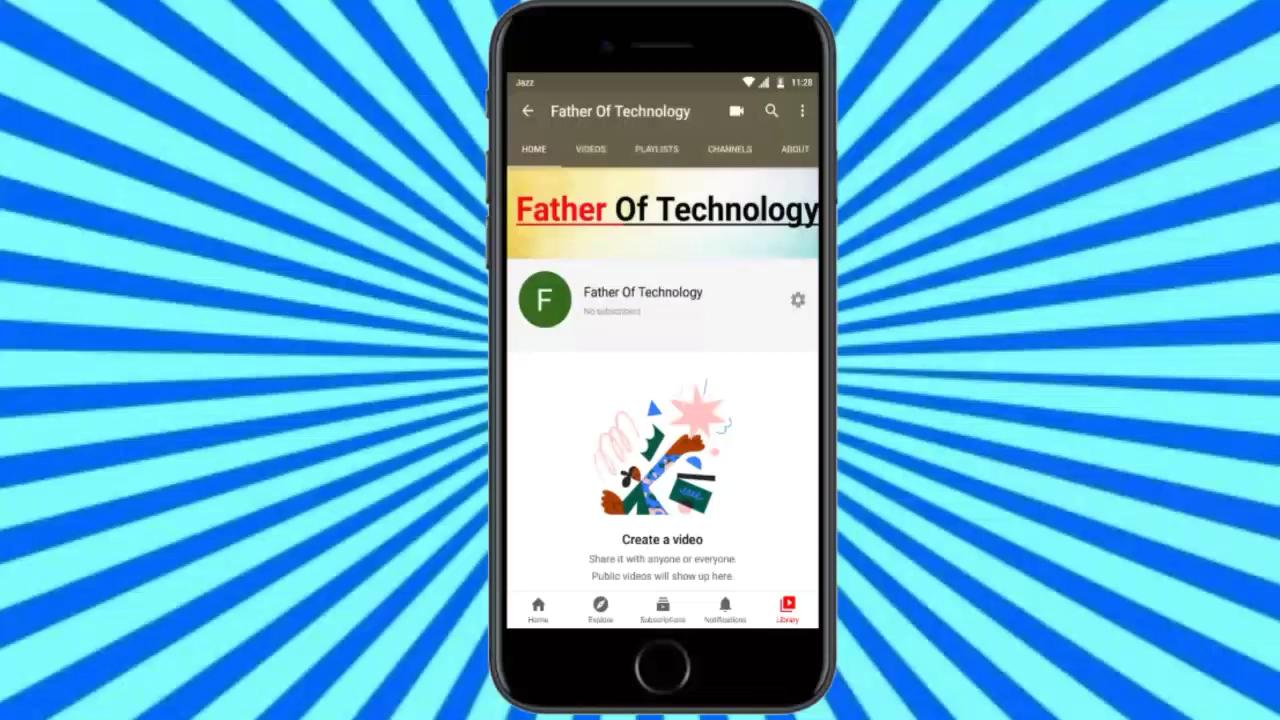 Jazz 11:28
Father Of Technology
HOME VIDEOS PLAYLISTS CHANNELS ABOUT
Father Of Technology
F
Father Of Technology
No subscribers
Create a video
Share it with anyone or everyone.
Public videos will show up here.
Home Explore Subscriptions Notifications Library